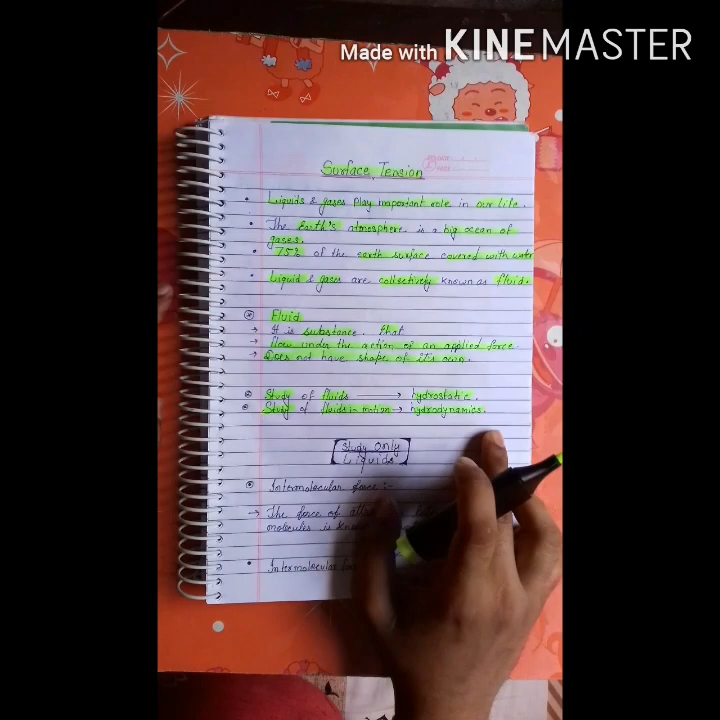 Made with KINEMASTER
Surface Tension
• Liquids & gases play important role in our life.
• The Earth's atmosphere is a big ocean of
gases.
• 75% of the earth surface covered with water
• Liquid & gases are collectively known as fluid.
Fluid
→ It is substance. that
→ flow under the action of an applied force.
→ Does not have shape of it's own.
Study of fluids → hydrostatic.
Study of fluids in motion → hydrodynamics.
Study Only
Liquids
Intermolecular force :-
→ The force of
molecules is
• Intermolecular